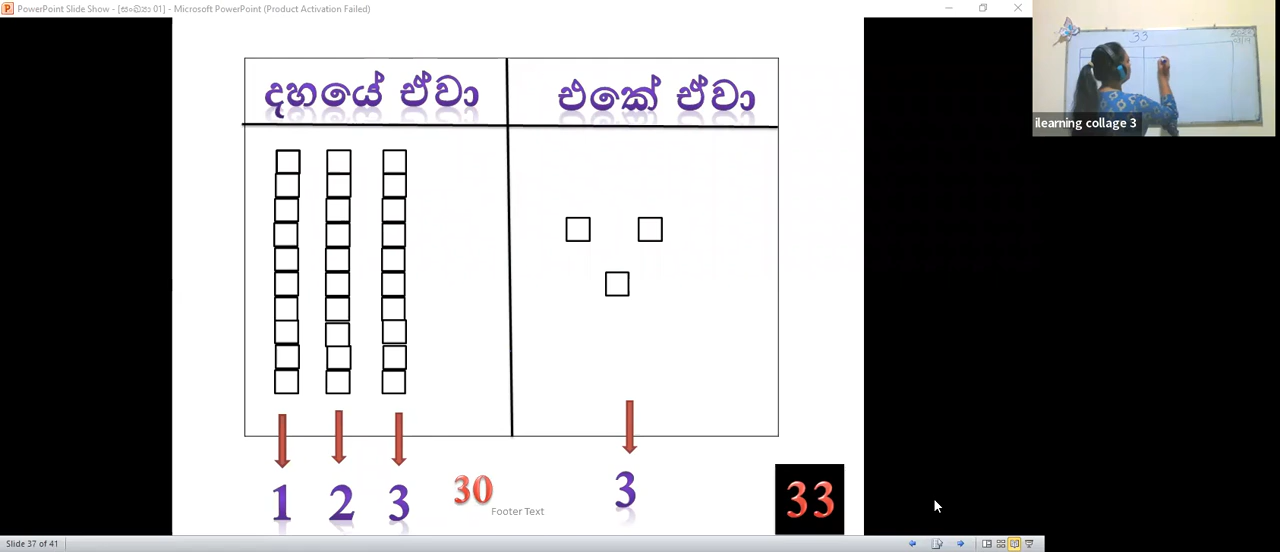 PowerPoint Slide Show - [සංඛ්‍යා 01] - Microsoft PowerPoint (Product Activation Failed)
33
ilearning collage 3
දහයේ ඒවා එකේ ඒවා
1 2 3 30 3 33
Footer Text
Slide 37 of 41